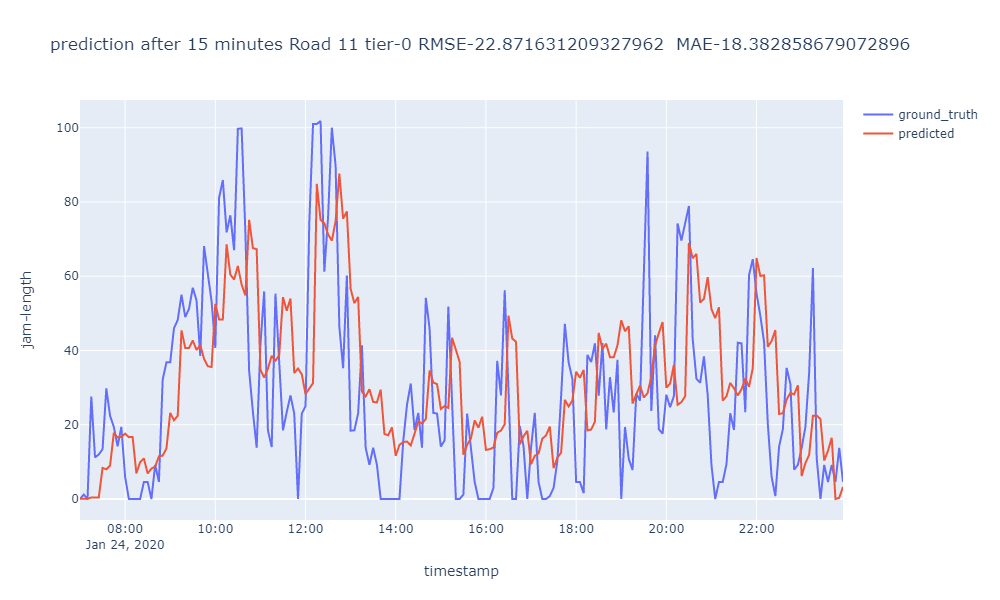 prediction after 15 minutes Road 11 tier-0 RMSE-22.871631209327962  MAE-18.382858679072896
ground_truth
predicted
100
80
60
40
20
0
jam-length
08:00 10:00 12:00 14:00 16:00 18:00 20:00 22:00
Jan 24, 2020
timestamp